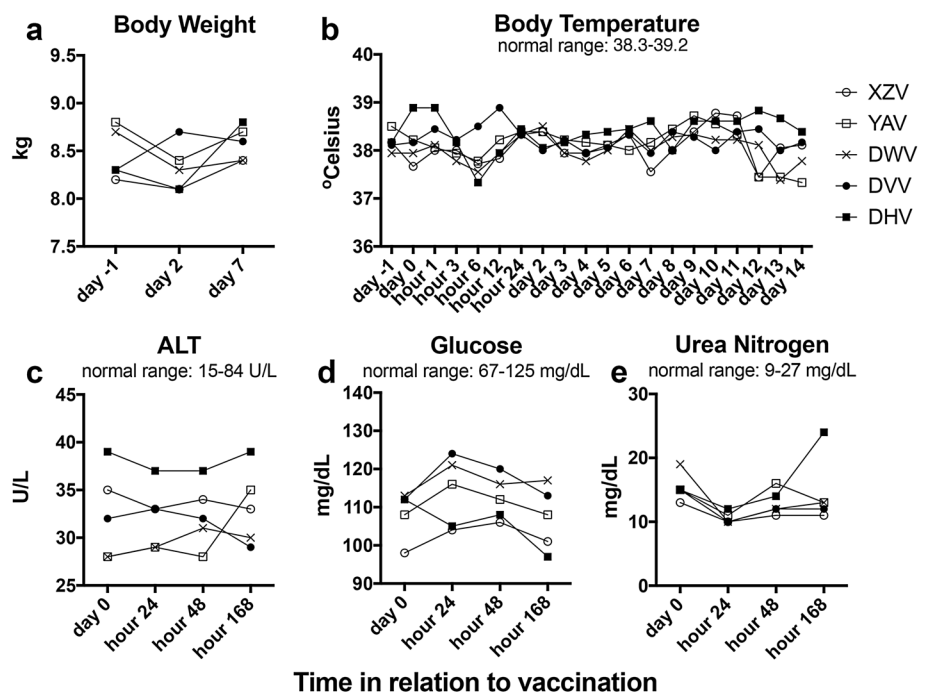 a
Body Weight
kg
9.5
9.0
8.5
8.0
7.5
day -1
day 2
day 7
b
Body Temperature
normal range: 38.3-39.2
ºCelsius
40
39
38
37
36
day -1
day 0
hour 1
hour 3
hour 6
hour 12
hour 24
day 2
day 3
day 4
day 5
day 6
day 7
day 8
day 9
day 10
day 11
day 12
day 13
day 14
XZV
YAV
DWV
DVV
DHV
c
ALT
normal range: 15-84 U/L
U/L
45
40
35
30
25
day 0
hour 24
hour 48
hour 168
d
Glucose
normal range: 67-125 mg/dL
mg/dL
140
130
120
110
100
90
day 0
hour 24
hour 48
hour 168
e
Urea Nitrogen
normal range: 9-27 mg/dL
mg/dL
30
20
10
0
day 0
hour 24
hour 48
hour 168
Time in relation to vaccination